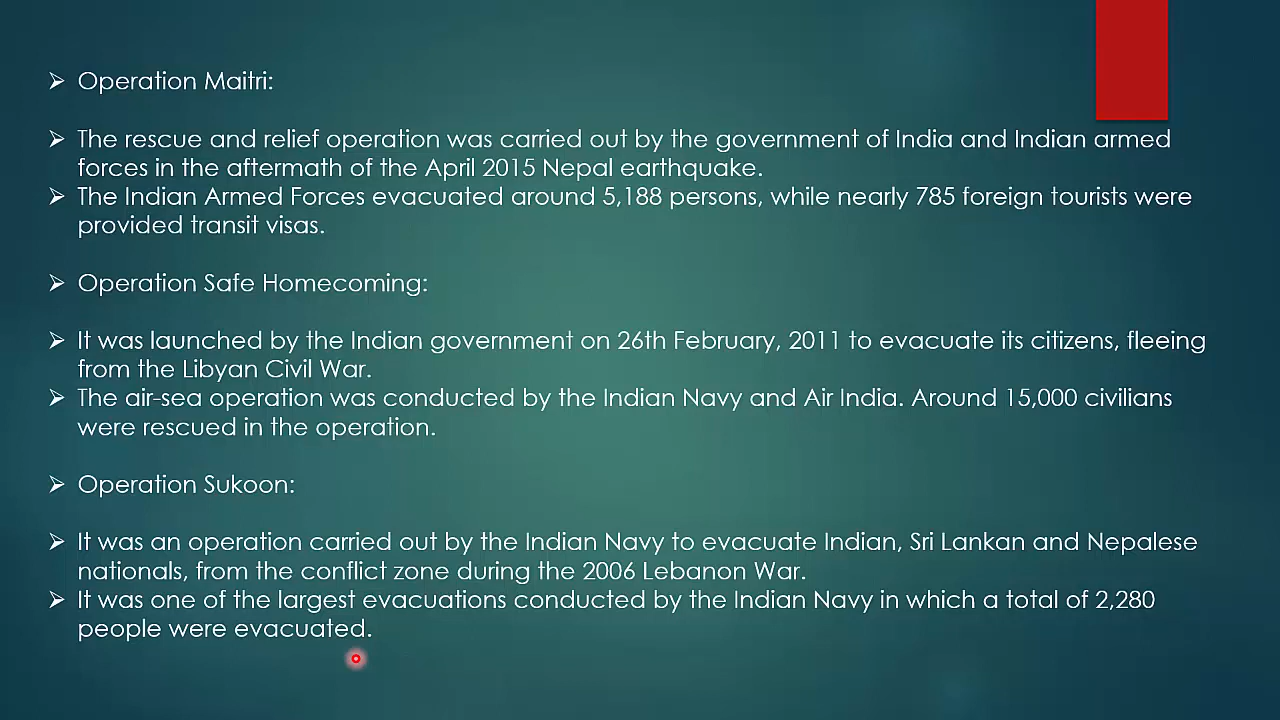 Operation Maitri:
The rescue and relief operation was carried out by the government of India and Indian armed
forces in the aftermath of the April 2015 Nepal earthquake.
The Indian Armed Forces evacuated around 5,188 persons, while nearly 785 foreign tourists were
provided transit visas.
Operation Safe Homecoming:
It was launched by the Indian government on 26th February, 2011 to evacuate its citizens, fleeing
from the Libyan Civil War.
The air-sea operation was conducted by the Indian Navy and Air India. Around 15,000 civilians
were rescued in the operation.
Operation Sukoon:
It was an operation carried out by the Indian Navy to evacuate Indian, Sri Lankan and Nepalese
nationals, from the conflict zone during the 2006 Lebanon War.
It was one of the largest evacuations conducted by the Indian Navy in which a total of 2,280
people were evacuated.